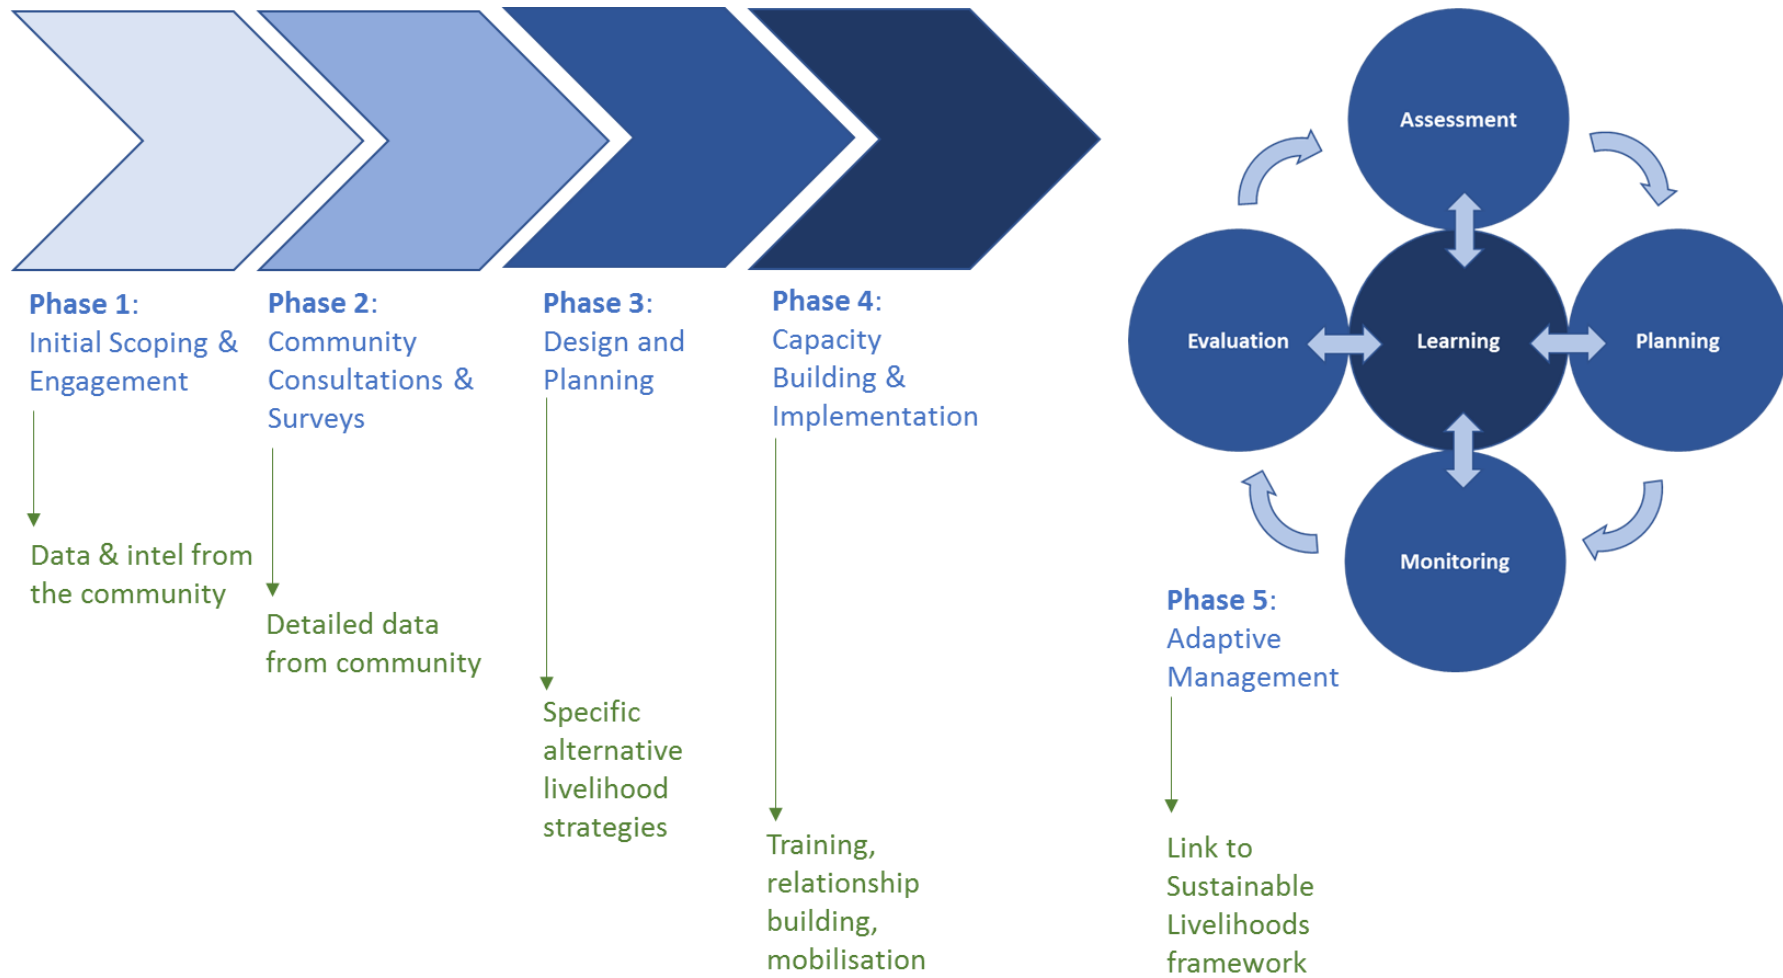 Phase 1:
Initial Scoping &
Engagement
Data & intel from
the community
Phase 2:
Community
Consultations &
Surveys
Detailed data
from community
Phase 3:
Design and
Planning
Specific
alternative
livelihood
strategies
Phase 4:
Capacity
Building &
Implementation
Training,
relationship
building,
mobilisation
Assessment
Evaluation
Learning
Planning
Monitoring
Phase 5:
Adaptive
Management
Link to
Sustainable
Livelihoods
framework